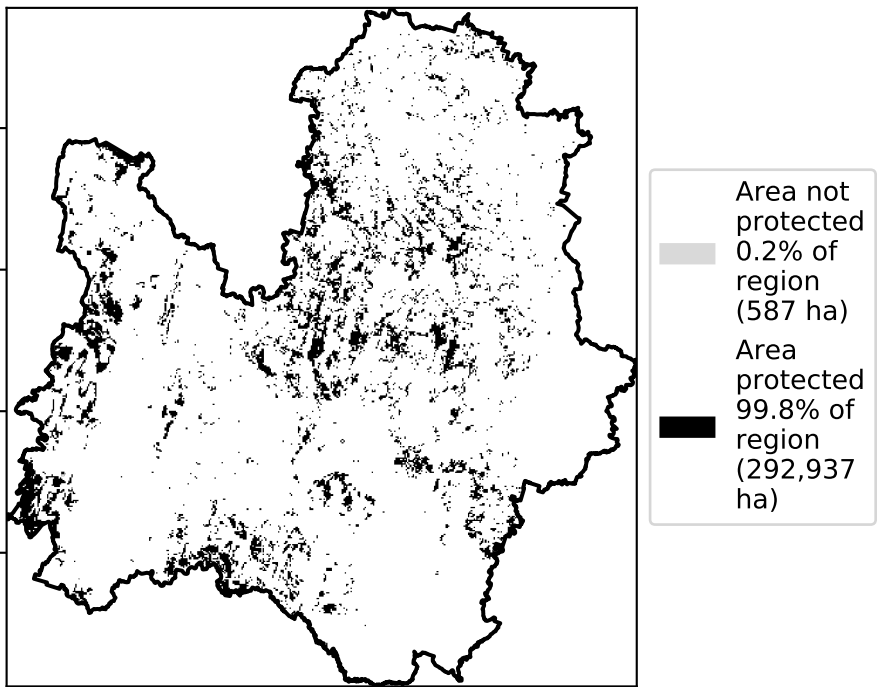 Area not
protected
0.2% of
region
(587 ha)
Area
protected
99.8% of
region
(292,937
ha)